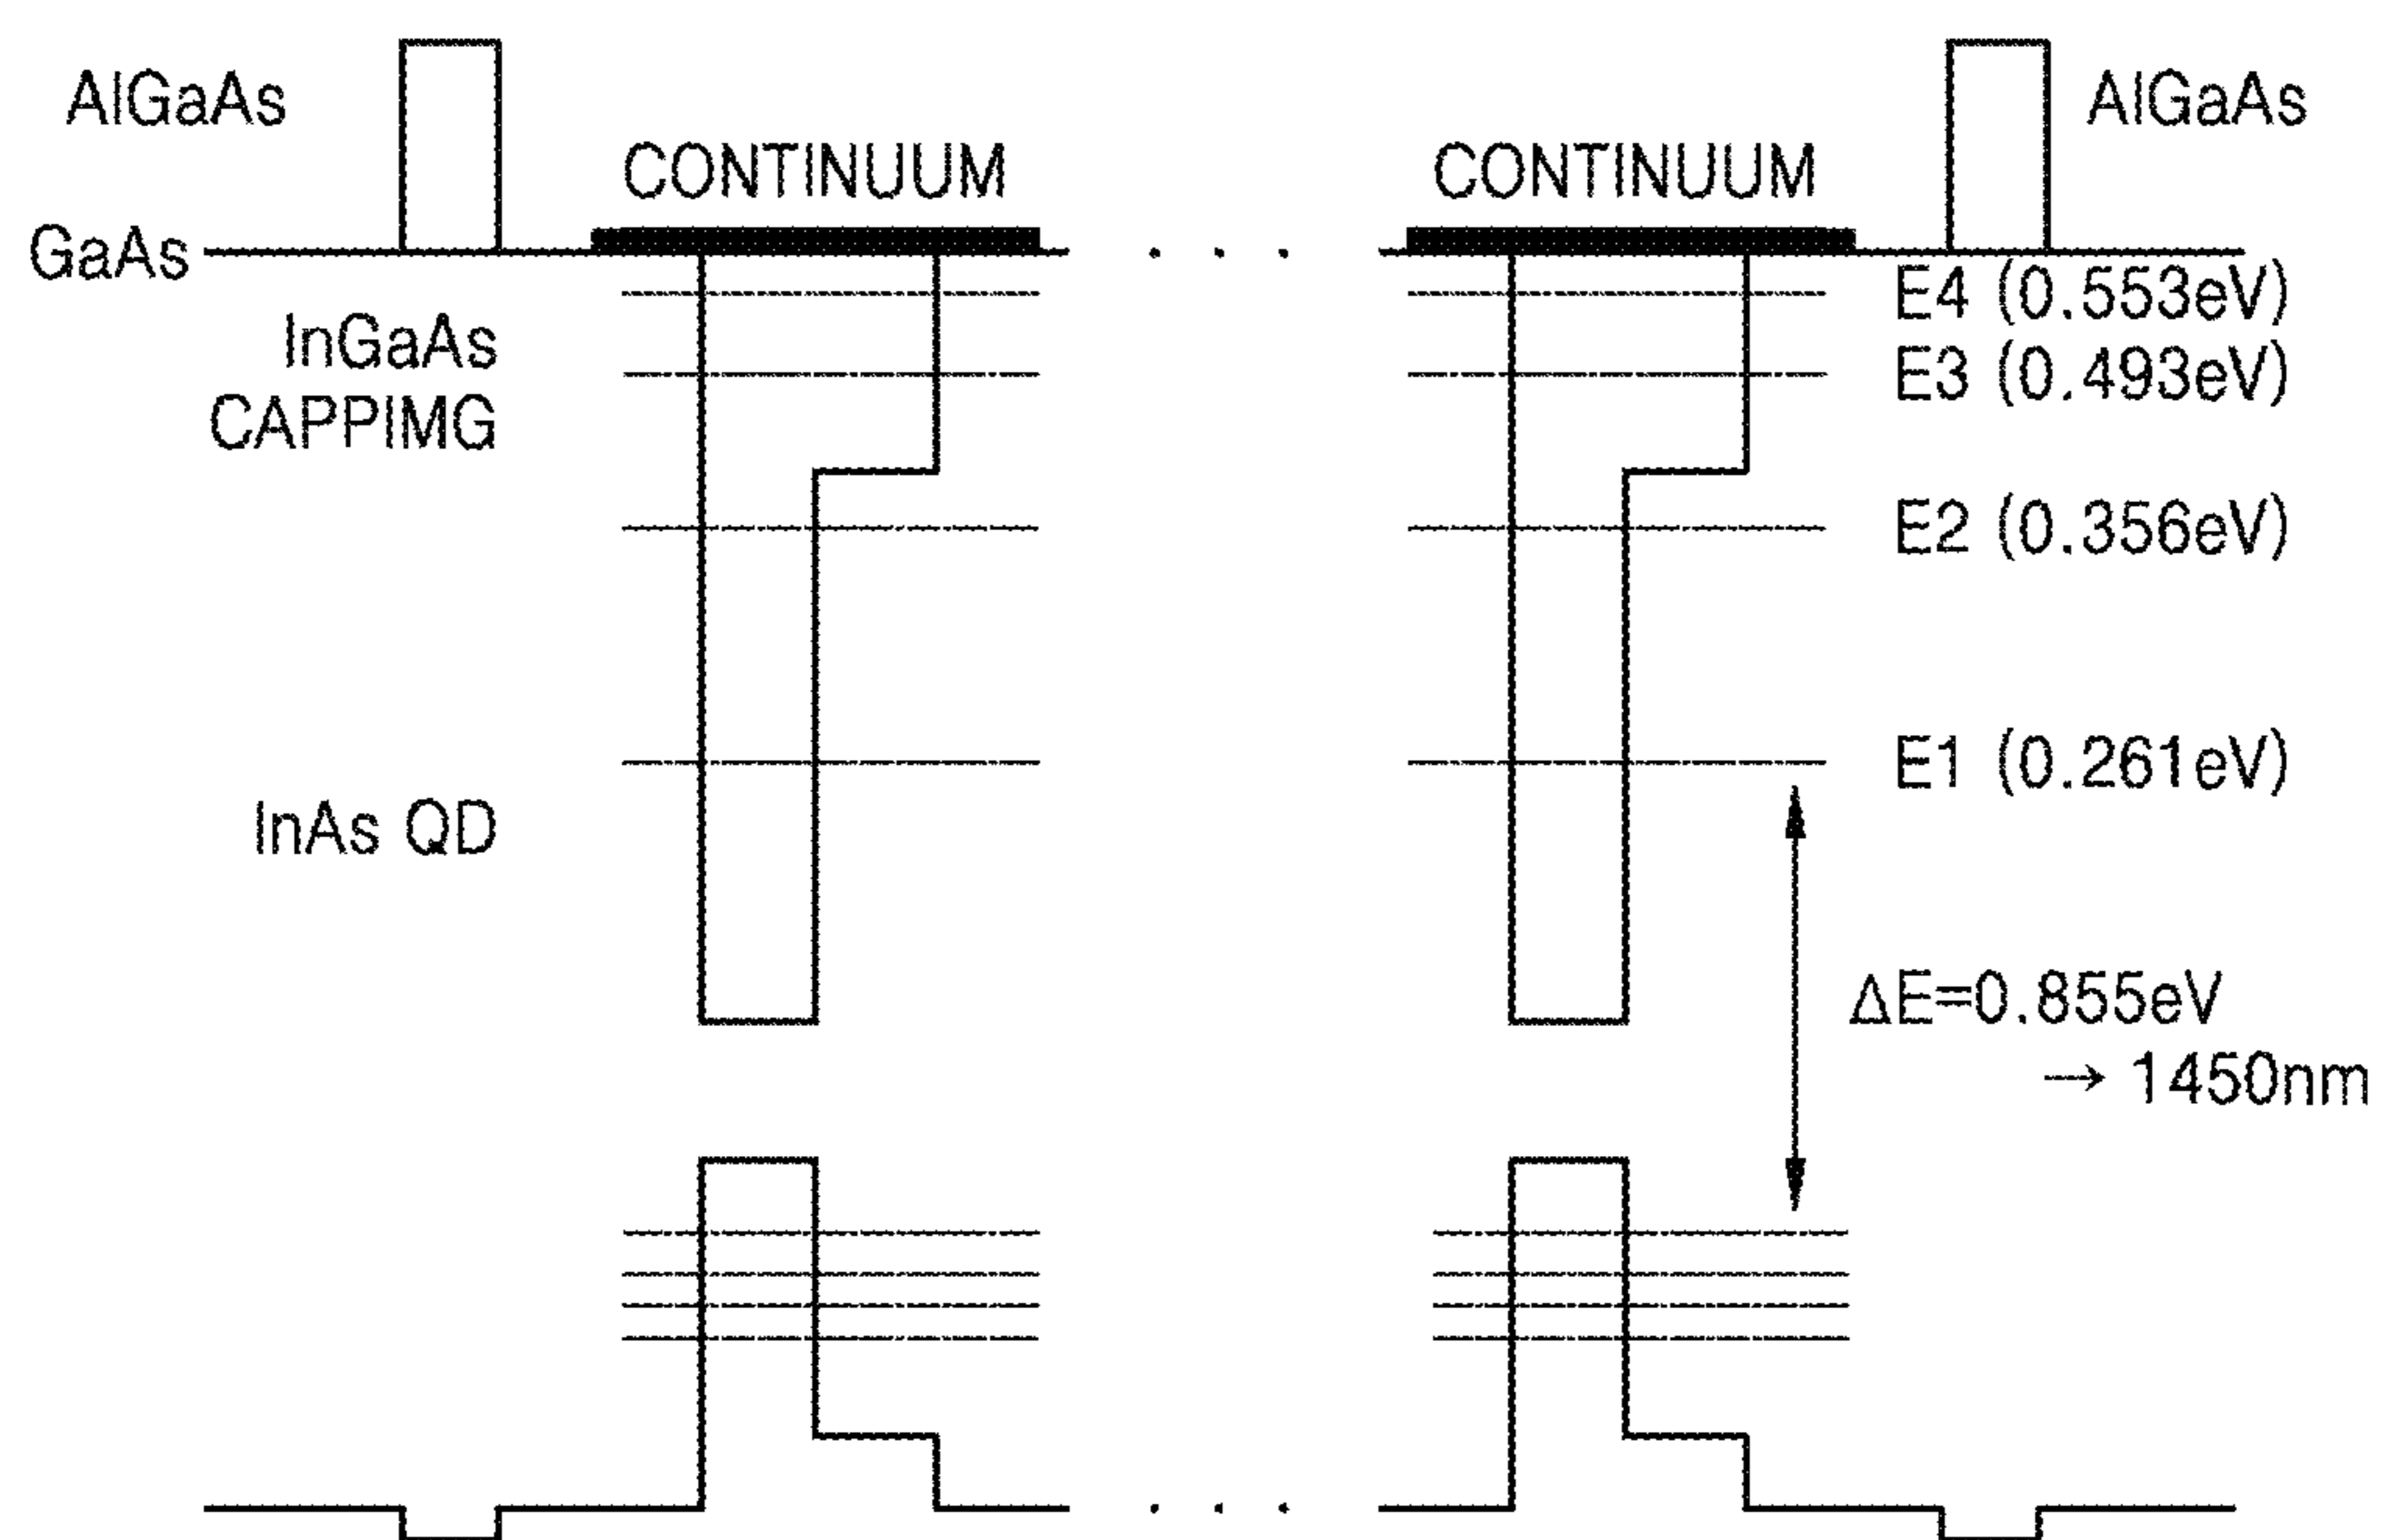 AlGaAs
AlGaAs
CONTINUUM
CONTINUUM
GaAs
E4 (0.553eV)
InGaAs
CAPPIMG
E3 (0.493eV)
E2 (0.356eV)
E1 (0.261eV)
InAs QD
ΔE=0.855eV
→ 1450nm